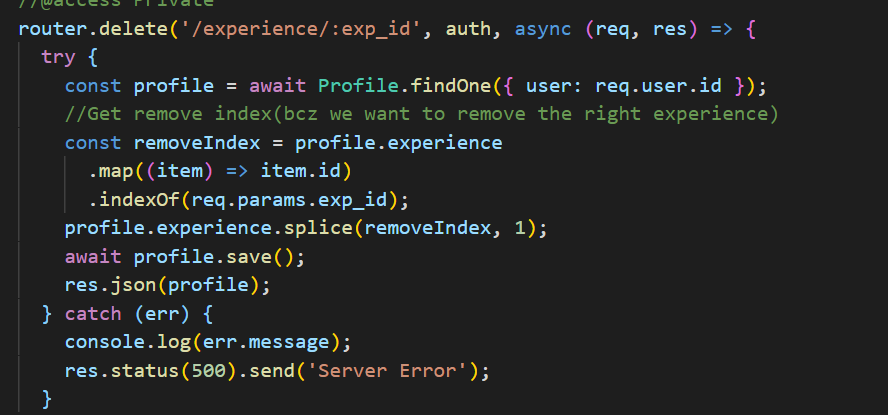 //@access Private
router.delete('/experience/:exp_id', auth, async (req, res) => {
  try {
    const profile = await Profile.findOne({ user: req.user.id });
    //Get remove index(bcz we want to remove the right experience)
    const removeIndex = profile.experience
      .map((item) => item.id)
      .indexOf(req.params.exp_id);
    profile.experience.splice(removeIndex, 1);
    await profile.save();
    res.json(profile);
  } catch (err) {
    console.log(err.message);
    res.status(500).send('Server Error');
  }